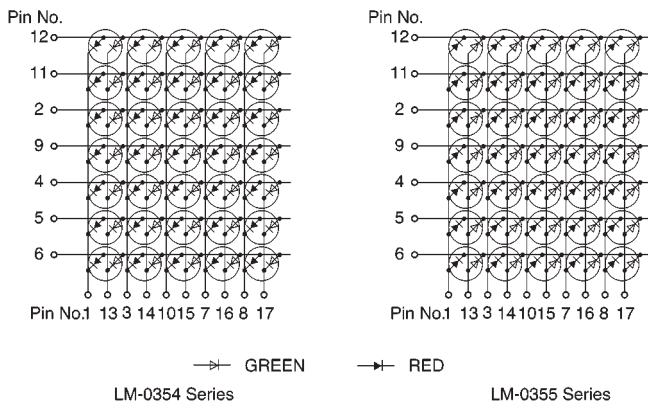 Pin No. Pin No.
12 12
11 11
2 2
9 9
4 4
5 5
6 6
Pin No.1 13 3 14 10 15 7 16 8 17 Pin No.1 13 3 14 10 15 7 16 8 17
GREEN RED
LM-0354 Series LM-0355 Series